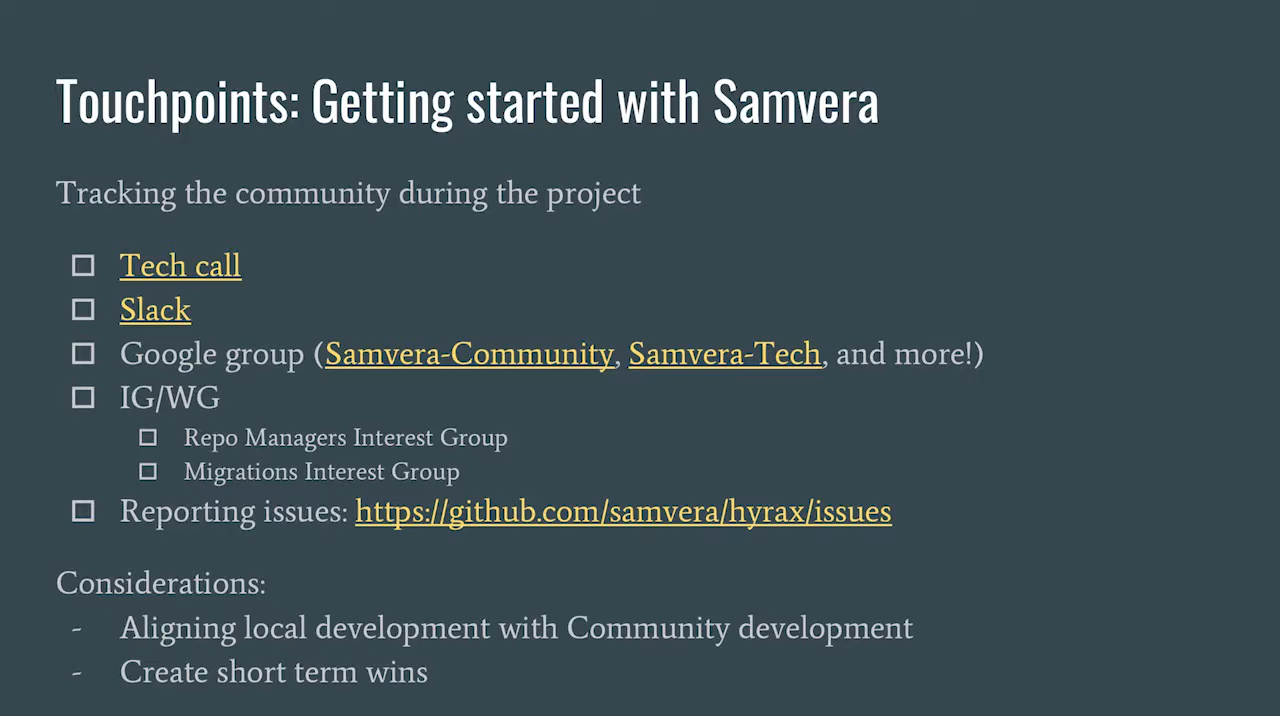 Touchpoints: Getting started with Samvera
Tracking the community during the project
Tech call
Slack
Google group (Samvera-Community, Samvera-Tech, and more!)
IG/WG
Repo Managers Interest Group
Migrations Interest Group
Reporting issues: https://github.com/samvera/hyrax/issues
Considerations:
- Aligning local development with Community development
- Create short term wins